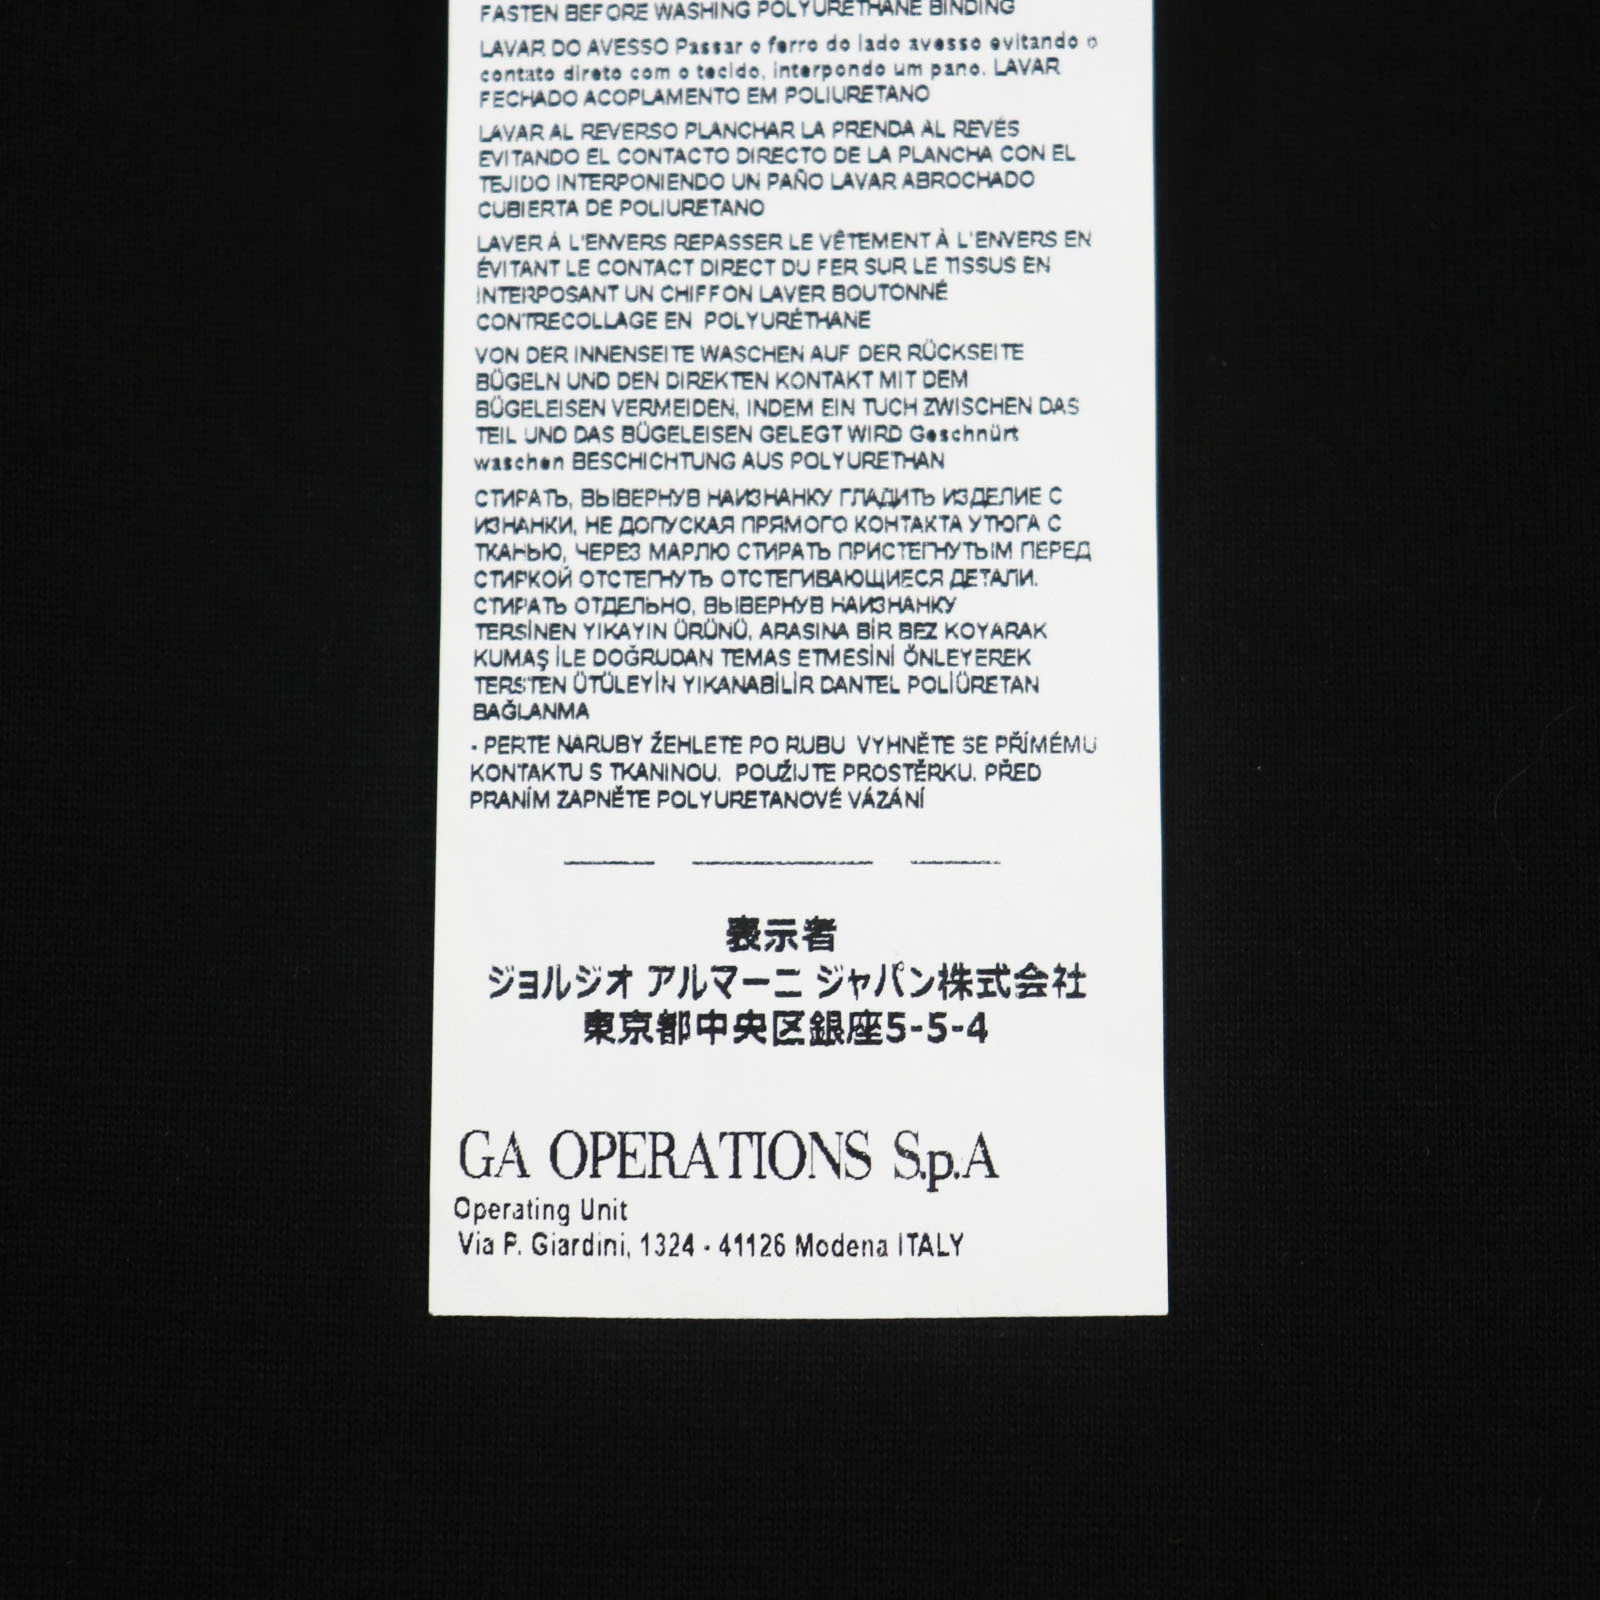 FASTEN BEFORE WASHING POLYURETHANE BINDING
LAVAR DO AVESSO Passar o ferro do lado avesso evitando o
contato direto com o tecido, interpondo um pano. LAVAR
FECHADO ACOPLAMENTO EM POLIURETANO
LAVAR AL REVERSO PLANCHAR LA PRENDA AL REVÉS
EVITANDO EL CONTACTO DIRECTO DE LA PLANCHA CON EL
TEJIDO INTERPONIENDO UN PAÑO LAVAR ABROCHADO
CUBIERTA DE POLIURETANO
LAVER À L'ENVERS REPASSER LE VÊTEMENT À L'ENVERS EN
ÉVITANT LE CONTACT DIRECT DU FER SUR LE TISSUS EN
INTERPOSANT UN CHIFFON LAVER BOUTONNÉ
CONTRECOLLAGE EN POLYURÉTHANE
VON DER INNENSEITE WASCHEN AUF DER RÜCKSEITE
BÜGELN UND DEN DIREKTEN KONTAKT MIT DEM
BÜGELEISEN VERMEIDEN, INDEM EIN TUCH ZWISCHEN DAS
TEIL UND DAS BÜGELEISEN GELEGT WIRD Geschnürt
waschen BESCHICHTUNG AUS POLYURETHAN
СТИРАТЬ, ВЫВЕРНУВ НАИЗНАНКУ ГЛАДИТЬ ИЗДЕЛИЕ С
ИЗНАНКИ, НЕ ДОПУСКАЯ ПРЯМОГО КОНТАКТА УТЮГА С
ТКАНЬЮ, ЧЕРЕЗ МАРЛЮ СТИРАТЬ ПРИСТЕГНУТЫМ ПЕРЕД
СТИРКОЙ ОТСТЕГНУТЬ ОТСТЕГИВАЮЩИЕСЯ ДЕТАЛИ.
СТИРАТЬ ОТДЕЛЬНО, ВЫВЕРНУВ НАИЗНАНКУ
TERSİNEN YIKAYIN ÜRÜNÜ, ARASINA BİR BEZ KOYARAK
KUMAŞ İLE DOĞRUDAN TEMAS ETMESİNİ ÖNLEYEREK
TERSTEN ÜTÜLEYİN YIKANABİLİR DANTEL POLİÜRETAN
BAĞLANMA
- PERTE NARUBY ŽEHLETE PO RUBU VYHNĚTE SE PŘÍMÉMU
KONTAKTU S TKANINOU. POUŽIJTE PROSTĚRKU. PŘED
PRANÍM ZAPNĚTE POLYURETANOVÉ VÁZÁNÍ
表示者
ジョルジオ アルマーニ ジャパン株式会社
東京都中央区銀座5-5-4
GA OPERATIONS S.p.A
Operating Unit
Via P. Giardini, 1324 - 41126 Modena ITALY